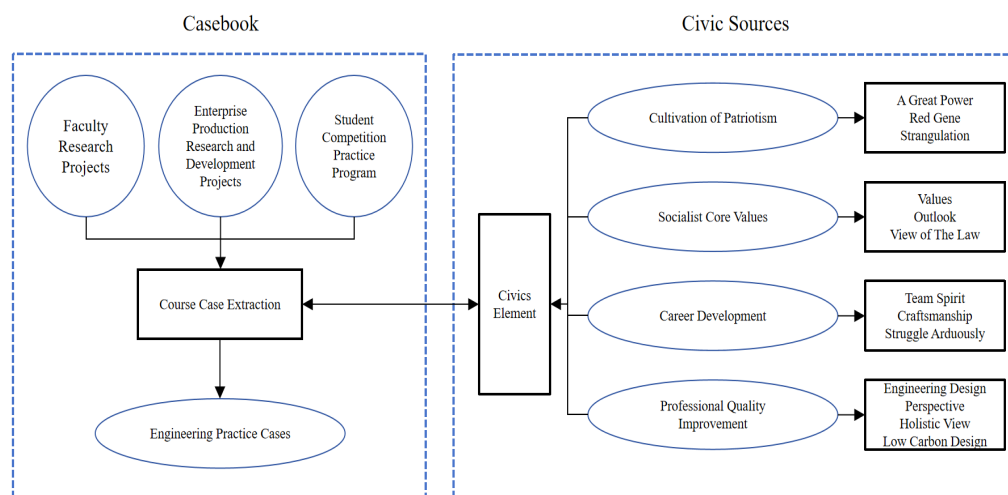 Casebook
Faculty
Research
Projects
Enterprise
Production
Research and
Development
Projects
Student
Competition
Practice
Program
Course Case Extraction
Engineering Practice Cases
Civic Sources
Civics
Element
Cultivation of Patriotism
A Great Power
Red Gene
Strangulation
Socialist Core Values
Values
Outlook
View of The Law
Career Development
Team Spirit
Craftsmanship
Struggle Arduously
Professional Quality
Improvement
Engineering Design
Perspective
Holistic View
Low Carbon Design